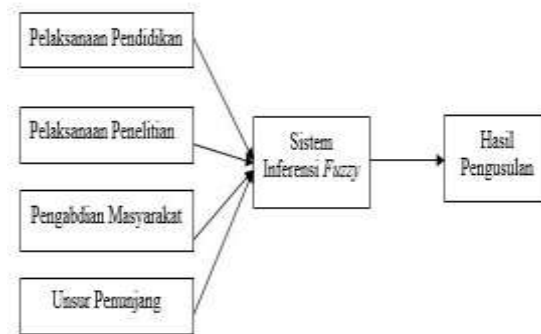 Pelaksanaan Pendidikan
Pelaksanaan Penelitian
Pengabdian Masyarakat
Unsur Penunjang
Sistem
Inferensi Fuzzy
Hasil
Pengusulan